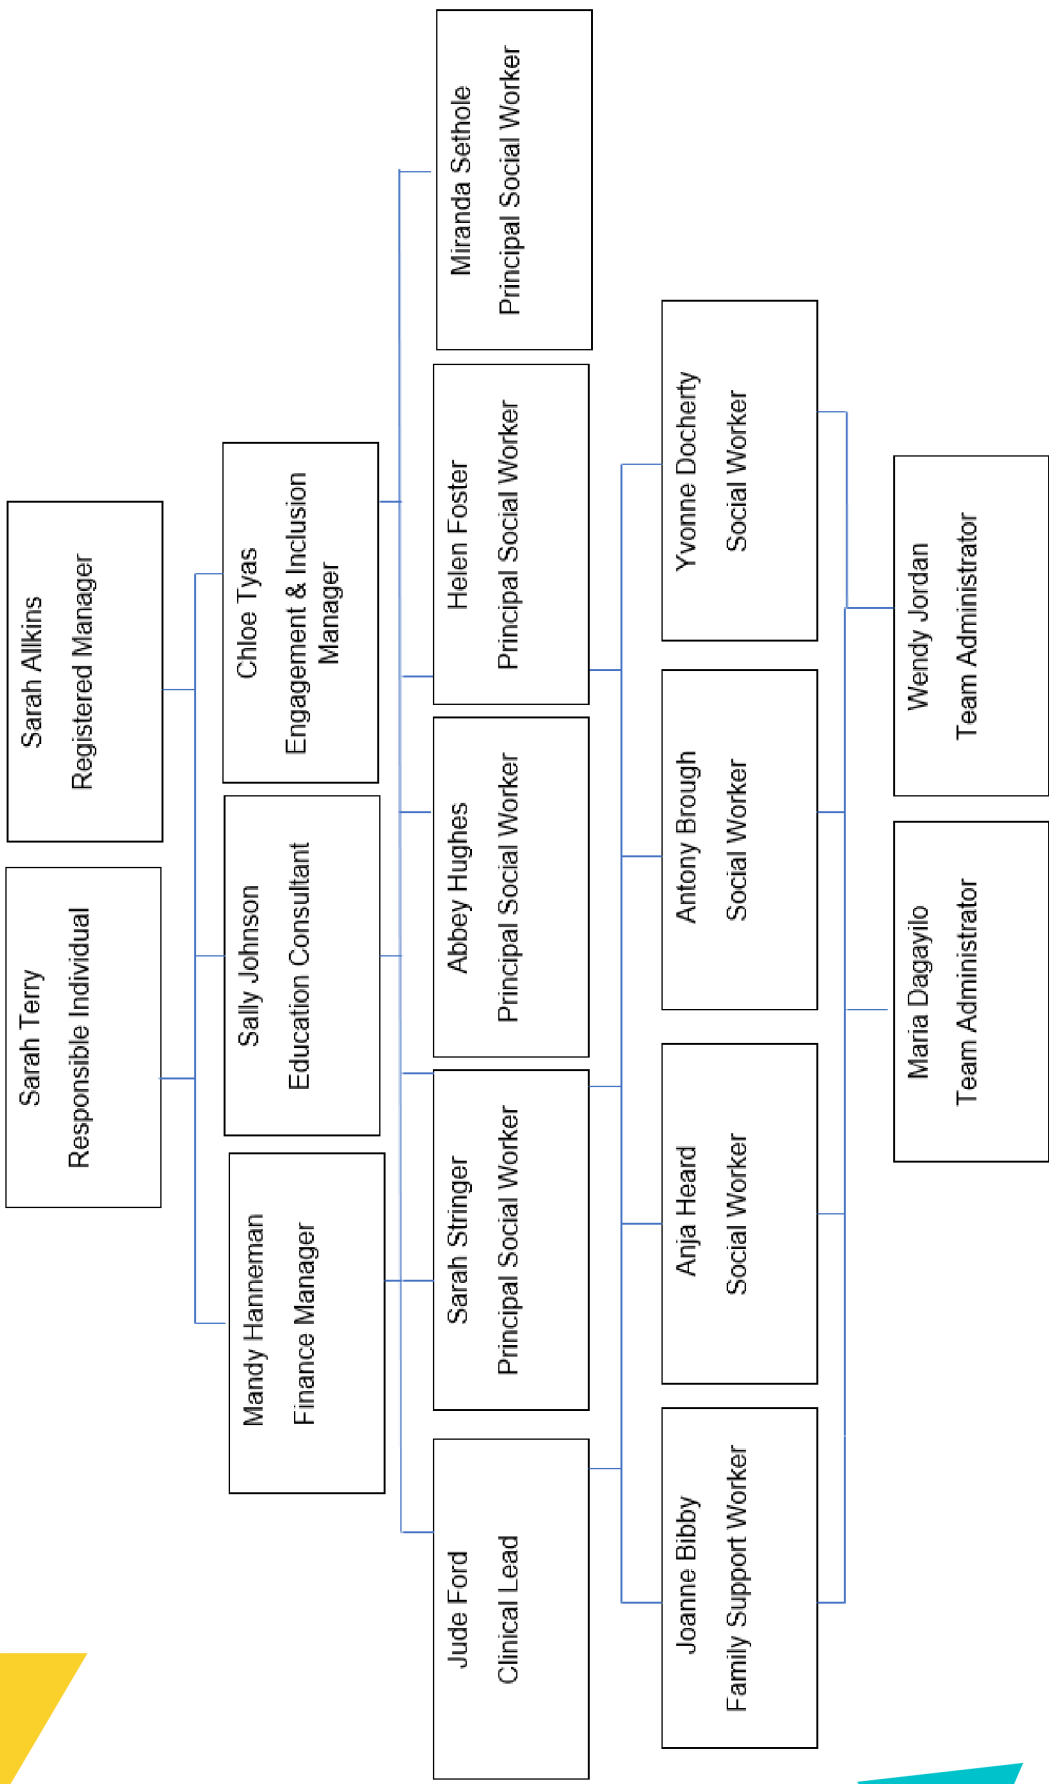 Sarah Terry
Responsible Individual
Sarah Allkins
Registered Manager
Mandy Hanneman
Finance Manager
Sally Johnson
Education Consultant
Chloe Tyas
Engagement & Inclusion
Manager
Jude Ford
Clinical Lead
Sarah Stringer
Principal Social Worker
Abbey Hughes
Principal Social Worker
Helen Foster
Principal Social Worker
Miranda Sethole
Principal Social Worker
Joanne Bibby
Family Support Worker
Anja Heard
Social Worker
Antony Brough
Social Worker
Yvonne Docherty
Social Worker
Maria Dagayilo
Team Administrator
Wendy Jordan
Team Administrator